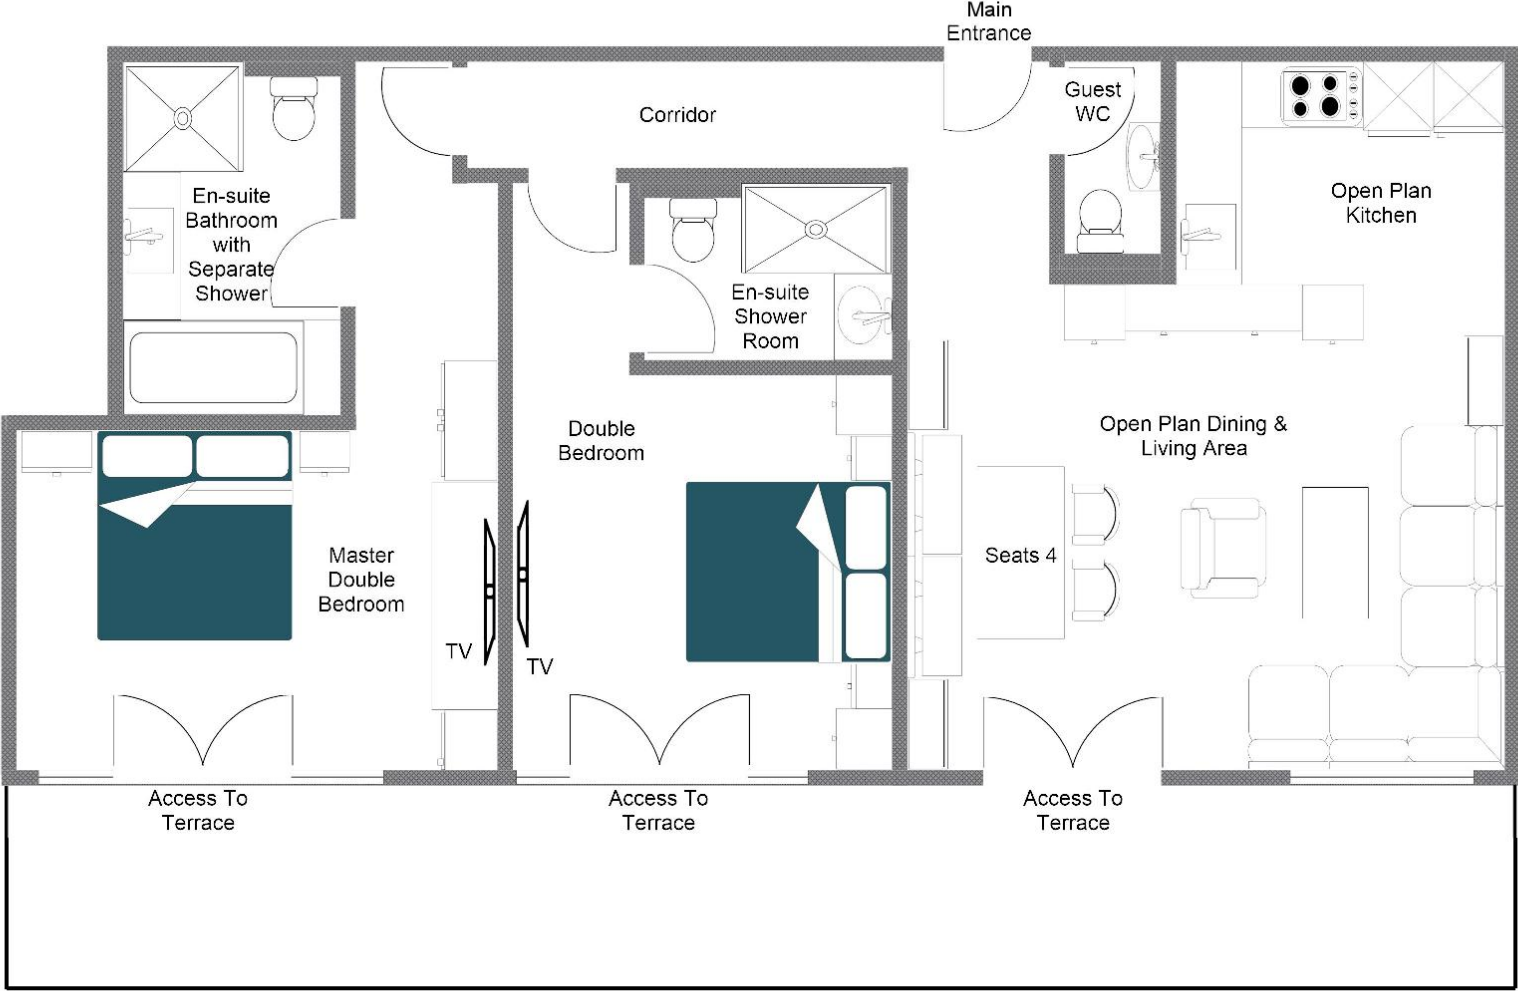 Main
Entrance
Guest
WC
Corridor
Open Plan
Kitchen
En-suite
Bathroom
with
Separate
Shower
En-suite
Shower
Room
Double
Bedroom
Open Plan Dining &
Living Area
Master
Double
Bedroom
Seats 4
TV
TV
Access To
Terrace
Access To
Terrace
Access To
Terrace